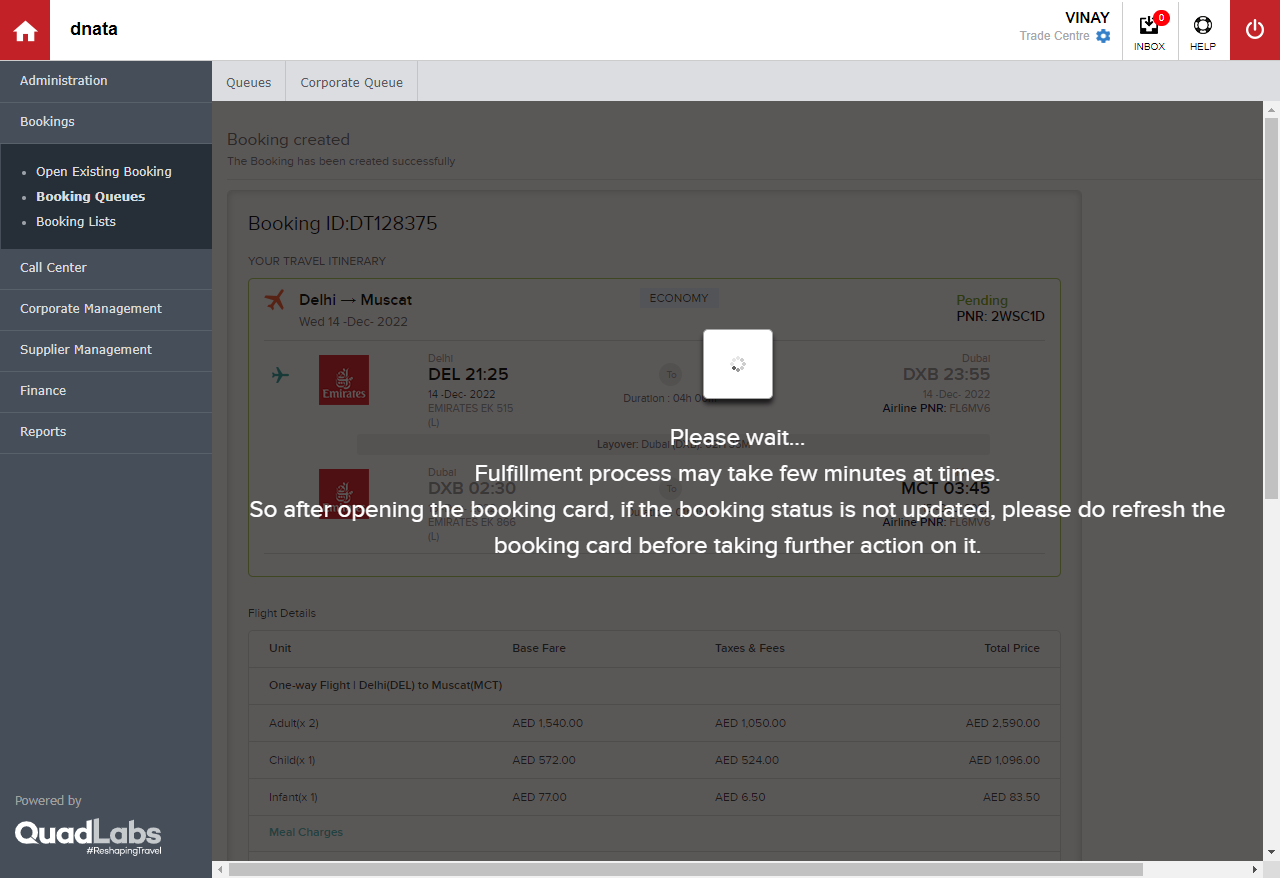 dnata
VINAY
Trade Centre
0
INBOX
HELP
Administration
Bookings
Open Existing Booking
Booking Queues
Booking Lists
Call Center
Corporate Management
Supplier Management
Finance
Reports
Powered by
QuadLabs
#ReshapingTravel
Queues
Corporate Queue
Booking created
The Booking has been created successfully
Booking ID:DT128375
YOUR TRAVEL ITINERARY
Delhi → Muscat
ECONOMY
Pending
Wed 14 -Dec- 2022
PNR: 2WSC1D
Emirates
Delhi
DEL 21:25
14 -Dec- 2022
EMIRATES EK 515
(L)
To
Duration : 04h
Dubai
DXB 23:55
14 -Dec- 2022
Airline PNR: FL6MV6
Layover: Dubai
Please wait...
Dubai
DXB 02:30
EMIRATES EK 866
(L)
To
MCT 03:45
Airline PNR: FL6MV6
Fulfillment process may take few minutes at times.
So after opening the booking card, if the booking status is not updated, please do refresh the
booking card before taking further action on it.
Flight Details
Unit Base Fare Taxes & Fees Total Price
One-way Flight | Delhi(DEL) to Muscat(MCT)
Adult(x 2) AED 1,540.00 AED 1,050.00 AED 2,590.00
Child(x 1) AED 572.00 AED 524.00 AED 1,096.00
Infant(x 1) AED 77.00 AED 6.50 AED 83.50
Meal Charges